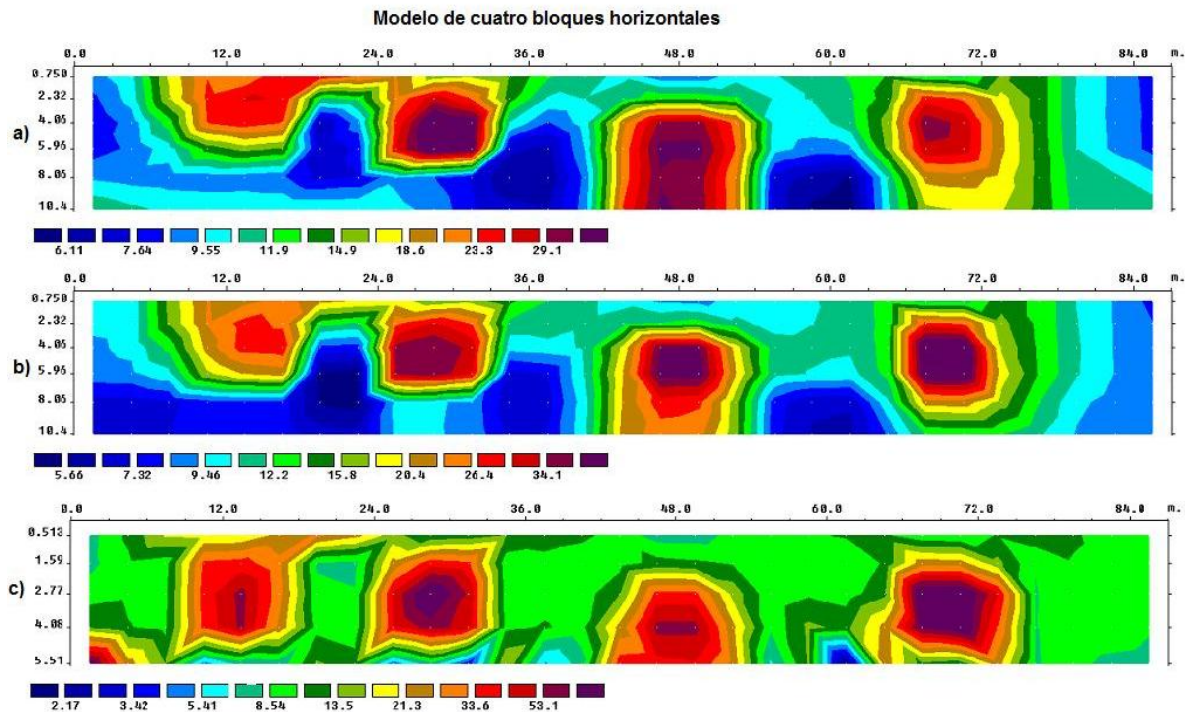 Modelo de cuatro bloques horizontales
0.0 12.0 24.0 36.0 48.0 60.0 72.0 84.0 m.
0.750
2.32
4.05
a)
5.96
8.05
10.4
6.11 7.64 9.55 11.9 14.9 18.6 23.3 29.1
0.0 12.0 24.0 36.0 48.0 60.0 72.0 84.0 m.
0.750
2.32
4.05
b)
5.96
8.05
10.4
5.66 7.32 9.46 12.2 15.8 20.4 26.4 34.1
0.0 12.0 24.0 36.0 48.0 60.0 72.0 84.0 m.
0.513
1.59
2.77
c)
4.08
5.51
2.17 3.42 5.41 8.54 13.5 21.3 33.6 53.1